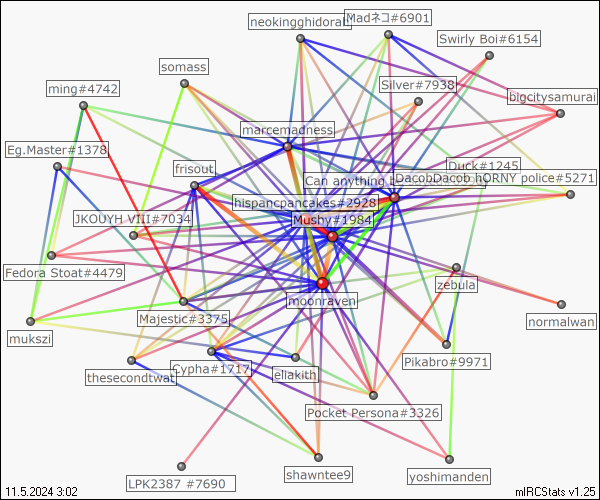 neokingghidorah
Madネコ#6901
Swirly Boi#6154
somass
Silver#7938
ming#4742
bigcitysamurai
marcemadness
Eg.Master#1378
Duck#1245
frisout
Can anything
DacobDacob hORNY police#5271
hispancpancakes#2928
JKOUYH VII#7034
Mushy#1984
Fedora Stoat#4479
zebula
moonraven
Majestic#3375
normalwan
mukszi
Pikabro#9971
Cypha#1717
eliakith
thesecondtwat
Pocket Persona#3326
shawntee9
yoshimanden
LPK2387 #7690
11.5.2024 3:02
mIRCStats v1.25